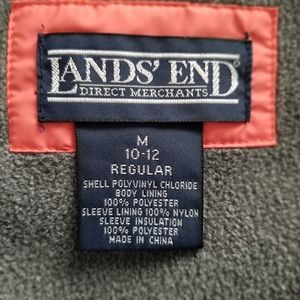 LANDS' END
DIRECT MERCHANTS
M
10-12
REGULAR
SHELL POLYVINYL CHLORIDE
BODY LINING
100% POLYESTER
SLEEVE LINING 100% NYLON
SLEEVE INSULATION
100% POLYESTER
MADE IN CHINA